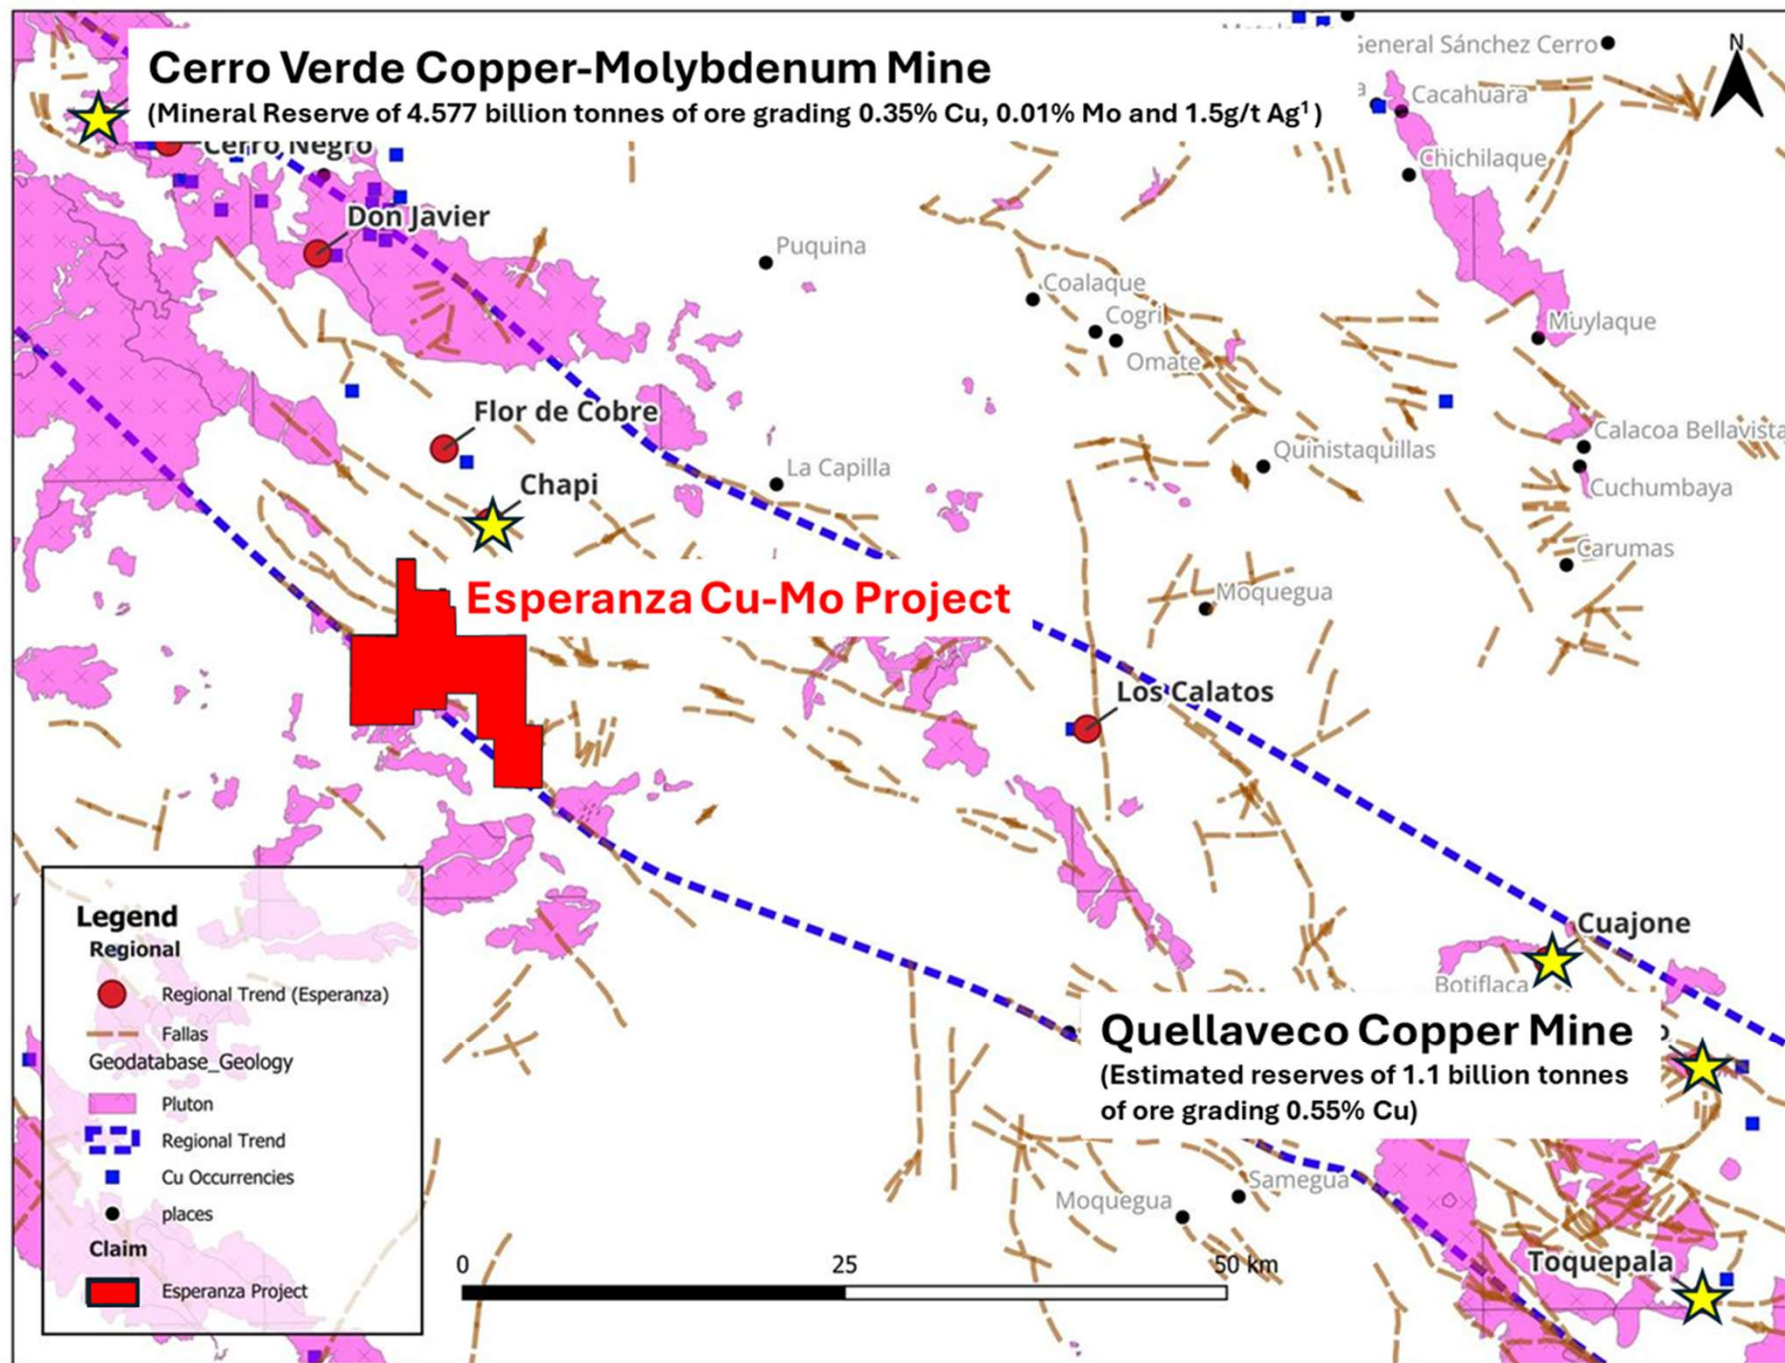 Cerro Verde Copper-Molybdenum Mine
(Mineral Reserve of 4.577 billion tonnes of ore grading 0.35% Cu, 0.01% Mo and 1.5g/t Ag¹)
General Sánchez Cerro
N
Cacahuara
Cerro Negro
Chichilaque
Don Javier
Puquina
Coalaque
Cogri
Omate
Muylaque
Flor de Cobre
Calacoa Bellavista
Quinistaquillas
La Capilla
Chapi
Cuchumbaya
Carumas
Esperanza Cu-Mo Project
Moquegua
Los Calatos
Cuajone
Botiflaca
Quellaveco Copper Mine
(Estimated reserves of 1.1 billion tonnes
of ore grading 0.55% Cu)
Samegua
Moquegua
Toquepala
0 25 50 km
Legend
Regional
Regional Trend (Esperanza)
Fallas
Geodatabase_Geology
Pluton
Regional Trend
Cu Occurrencies
places
Claim
Esperanza Project